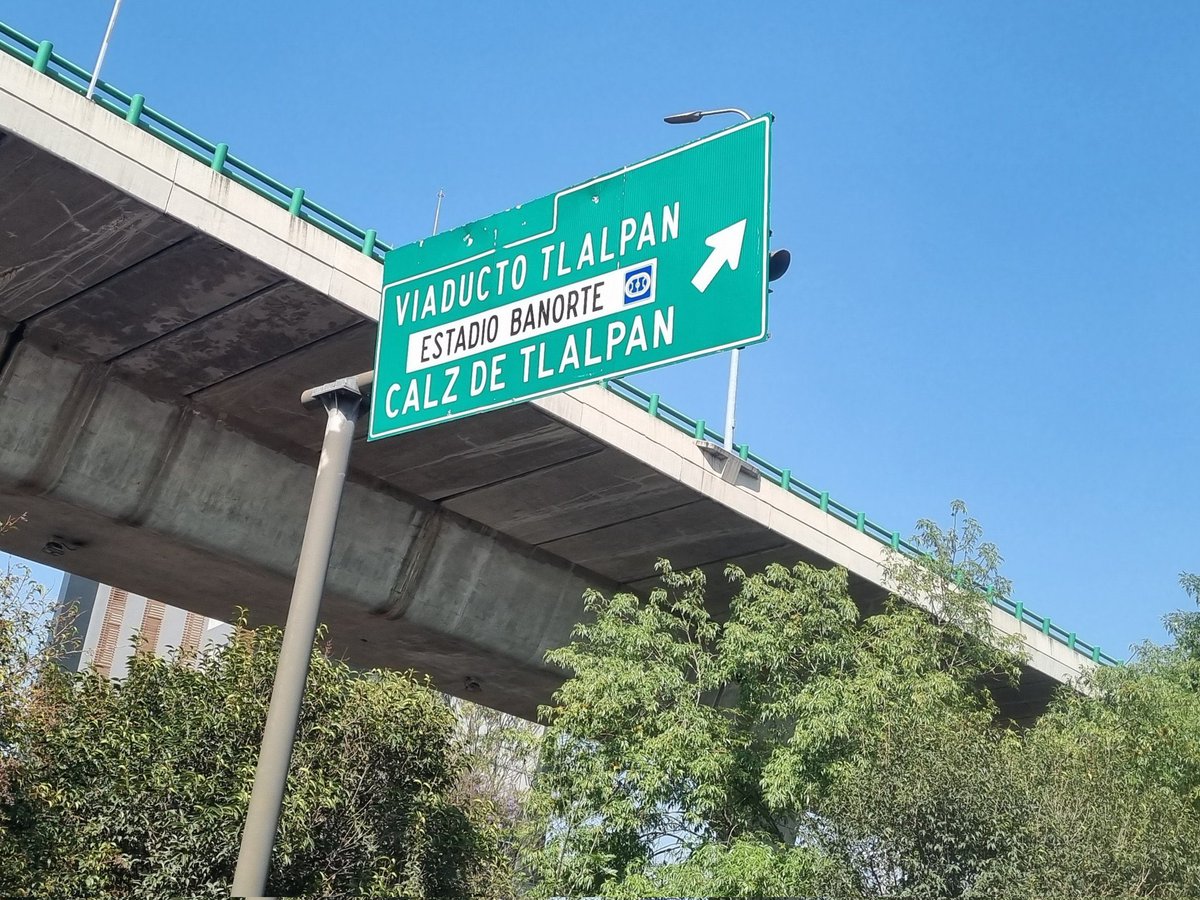 VIADUCTO TLALPAN
ESTADIO BANORTE
CALZ DE TLALPAN